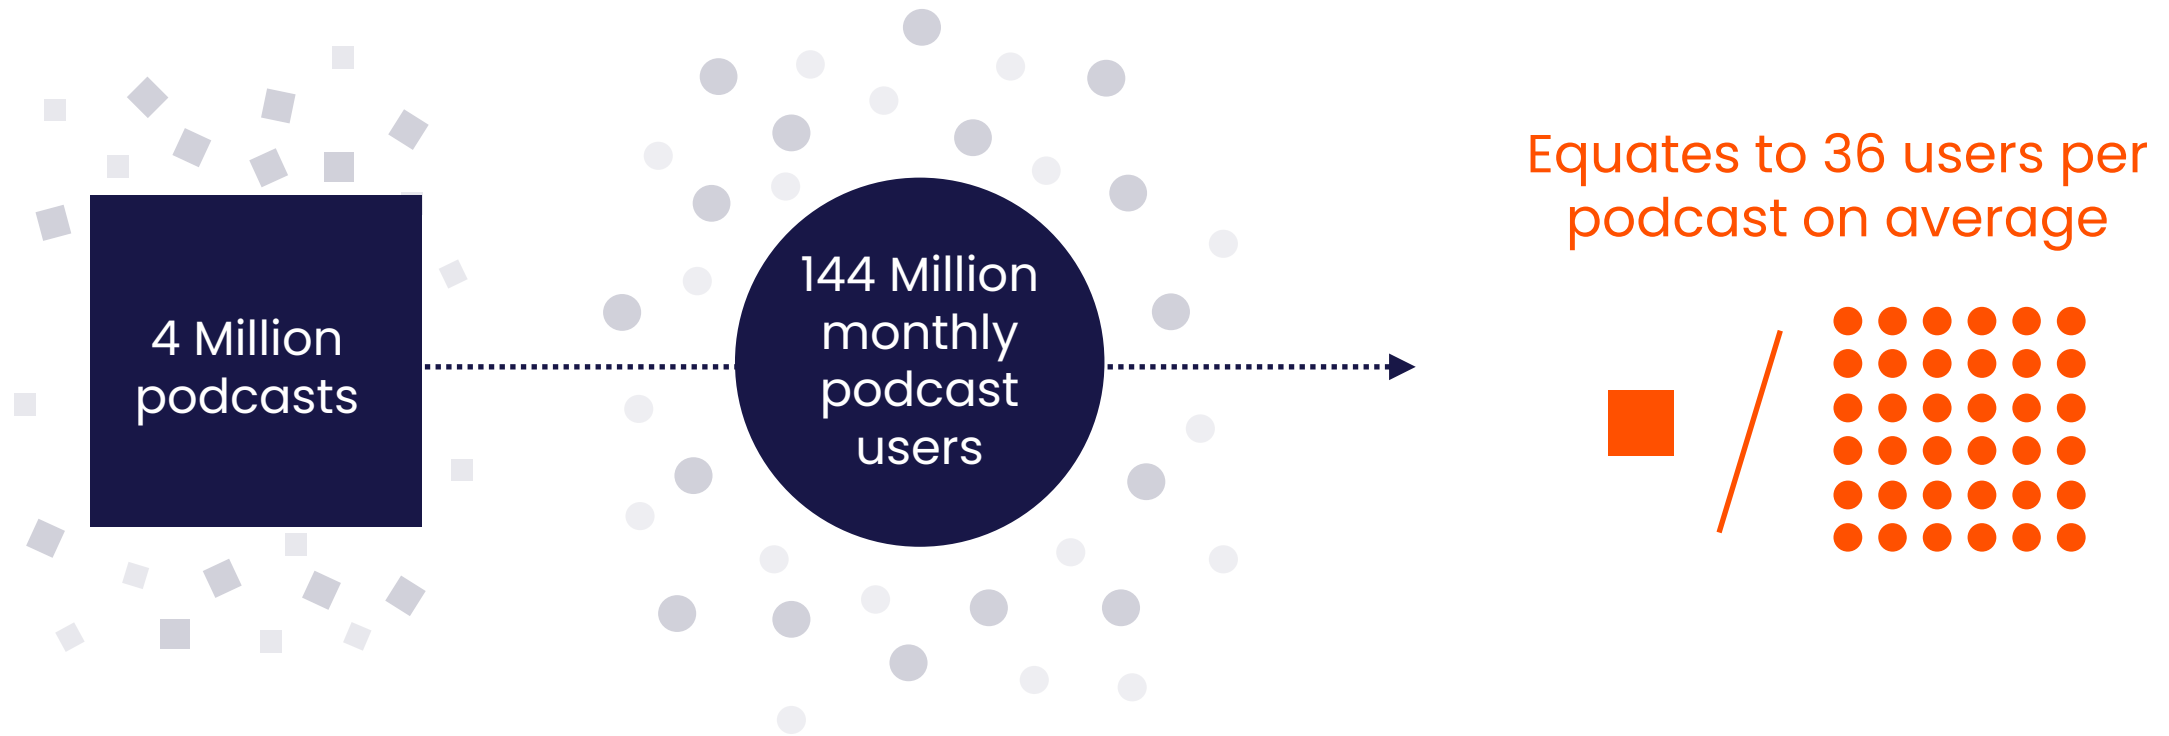 4 Million
podcasts
144 Million
monthly
podcast
users
Equates to 36 users per
podcast on average